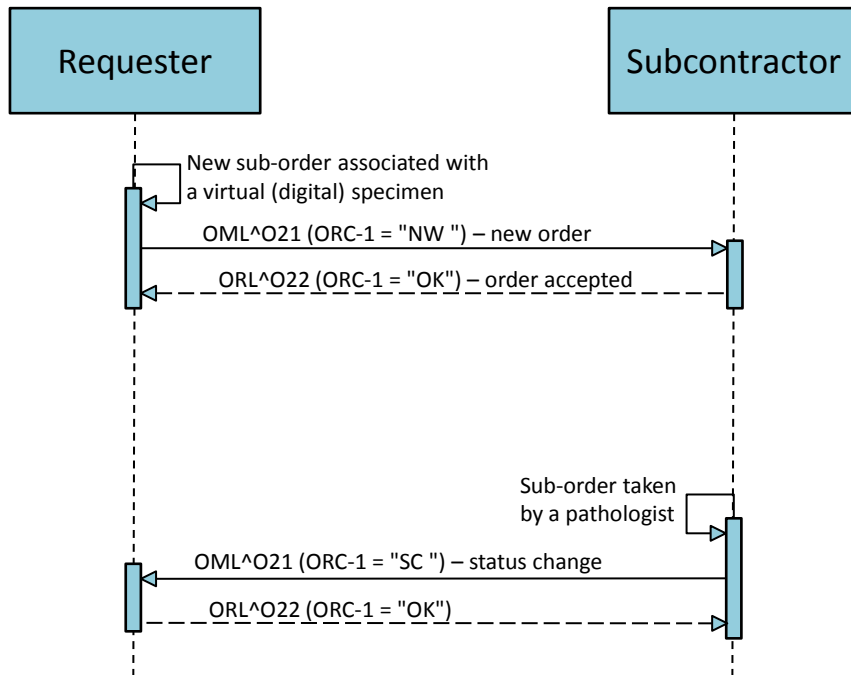 Requester
Subcontractor
New sub-order associated with
a virtual (digital) specimen
OML^O21 (ORC-1 = "NW ") – new order
ORL^O22 (ORC-1 = "OK") – order accepted
Sub-order taken
by a pathologist
OML^O21 (ORC-1 = "SC ") – status change
ORL^O22 (ORC-1 = "OK")